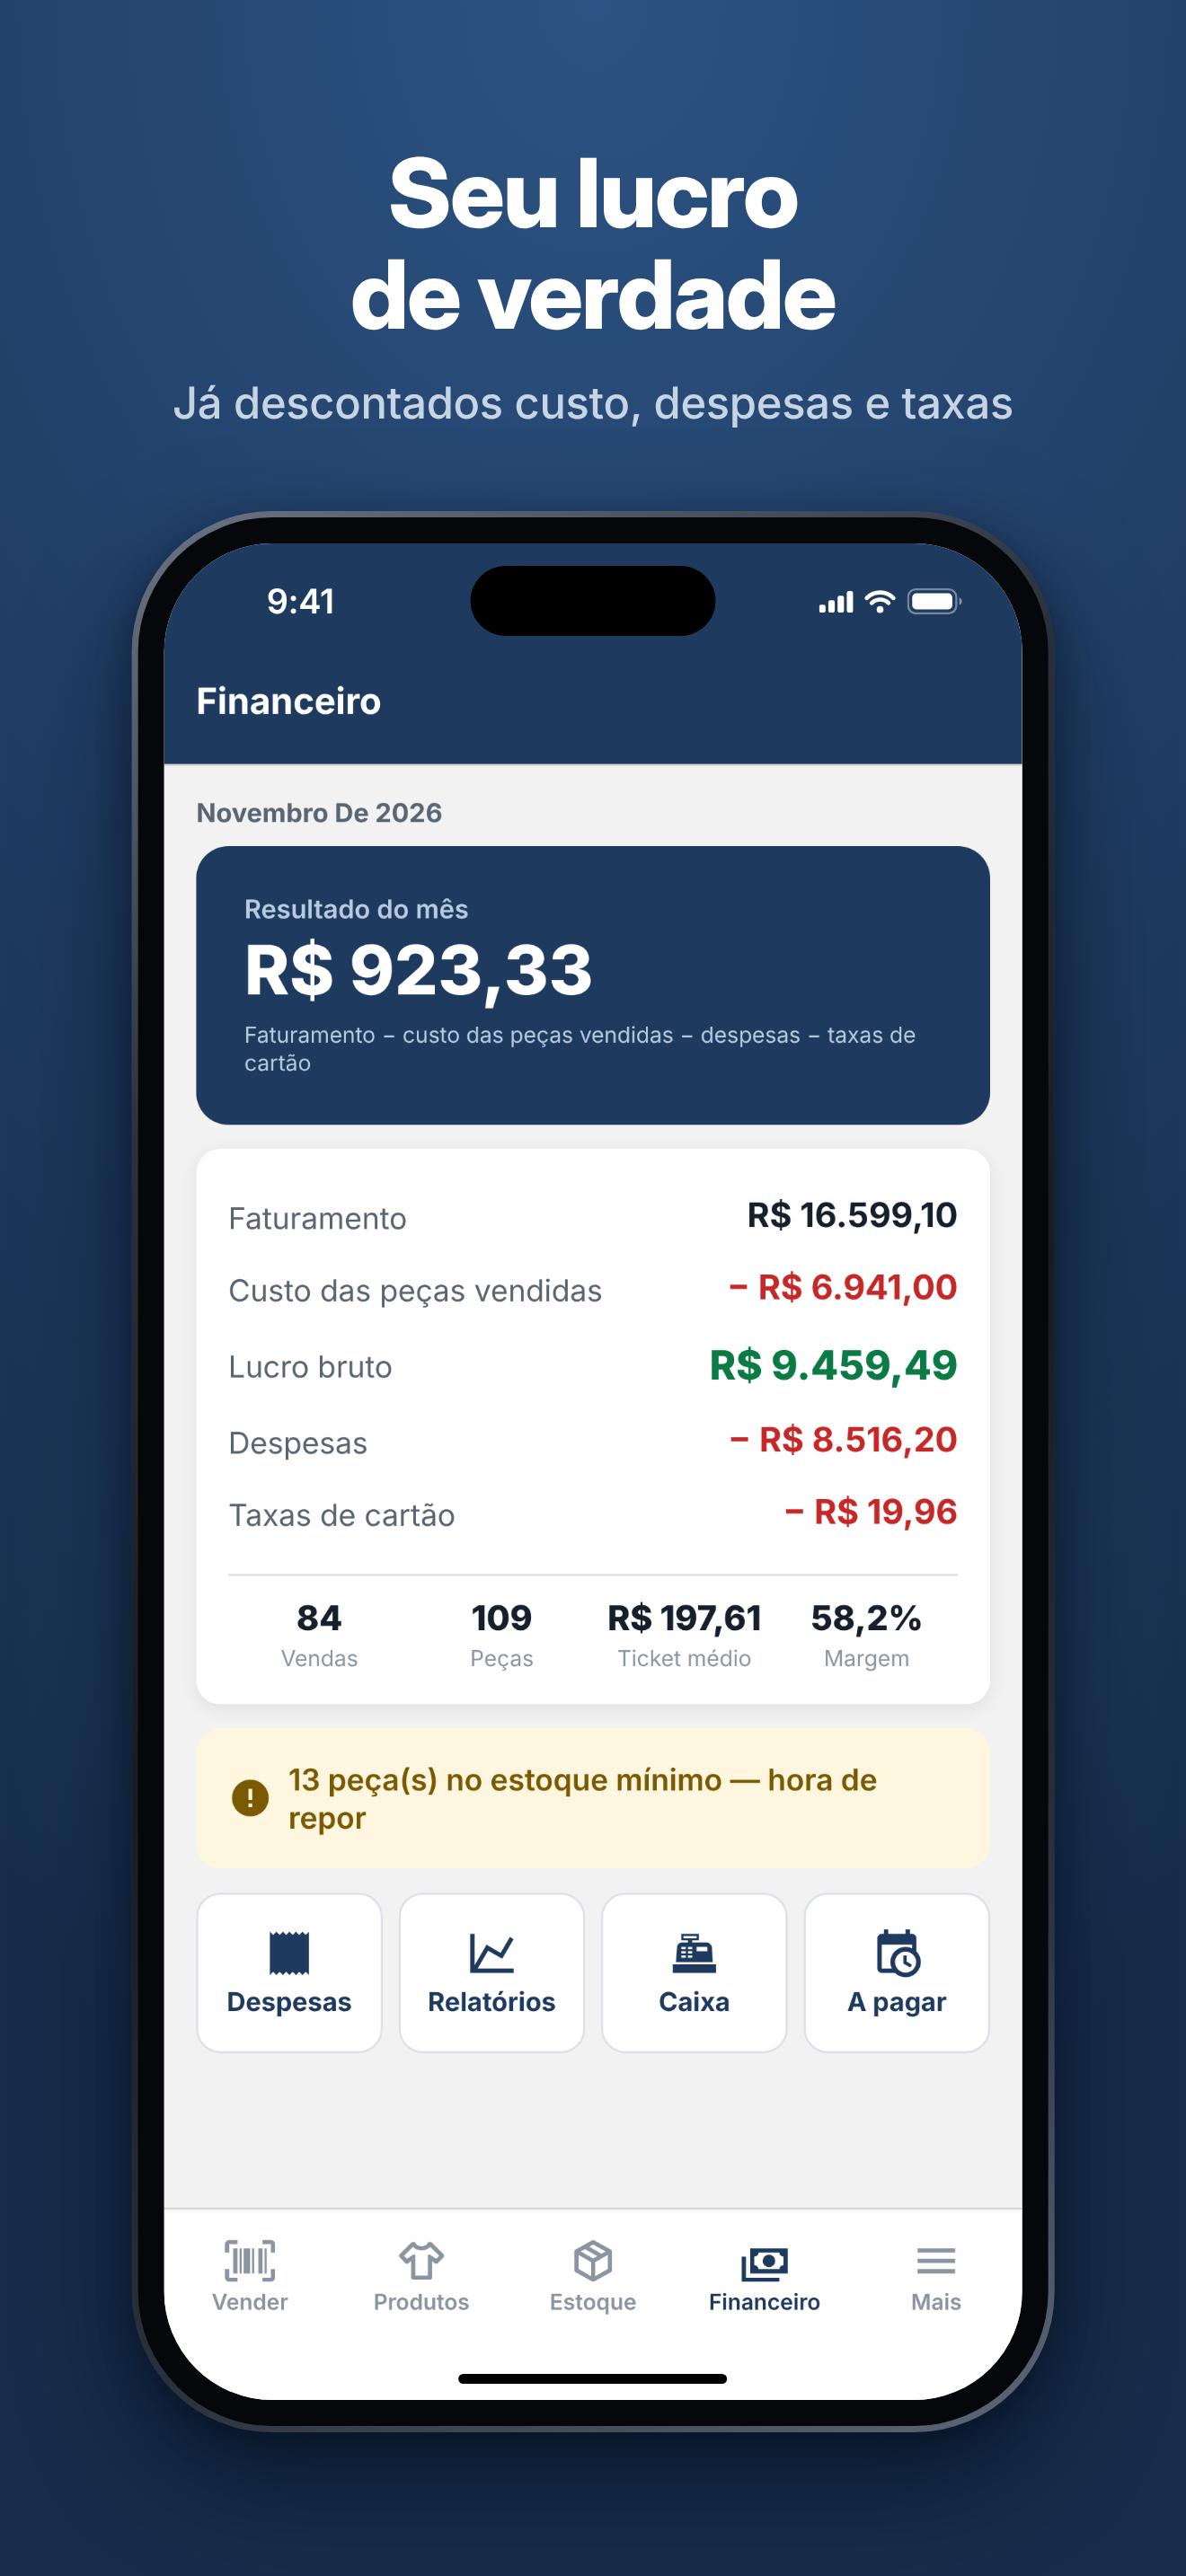 Seu lucro
de verdade
Já descontados custo, despesas e taxas
9:41
Financeiro
Novembro De 2026
Resultado do mês
R$ 923,33
Faturamento − custo das peças vendidas − despesas − taxas de
cartão
Faturamento R$ 16.599,10
Custo das peças vendidas − R$ 6.941,00
Lucro bruto R$ 9.459,49
Despesas − R$ 8.516,20
Taxas de cartão − R$ 19,96
84 109 R$ 197,61 58,2%
Vendas Peças Ticket médio Margem
13 peça(s) no estoque mínimo — hora de
repor
Despesas Relatórios Caixa A pagar
Vender Produtos Estoque Financeiro Mais